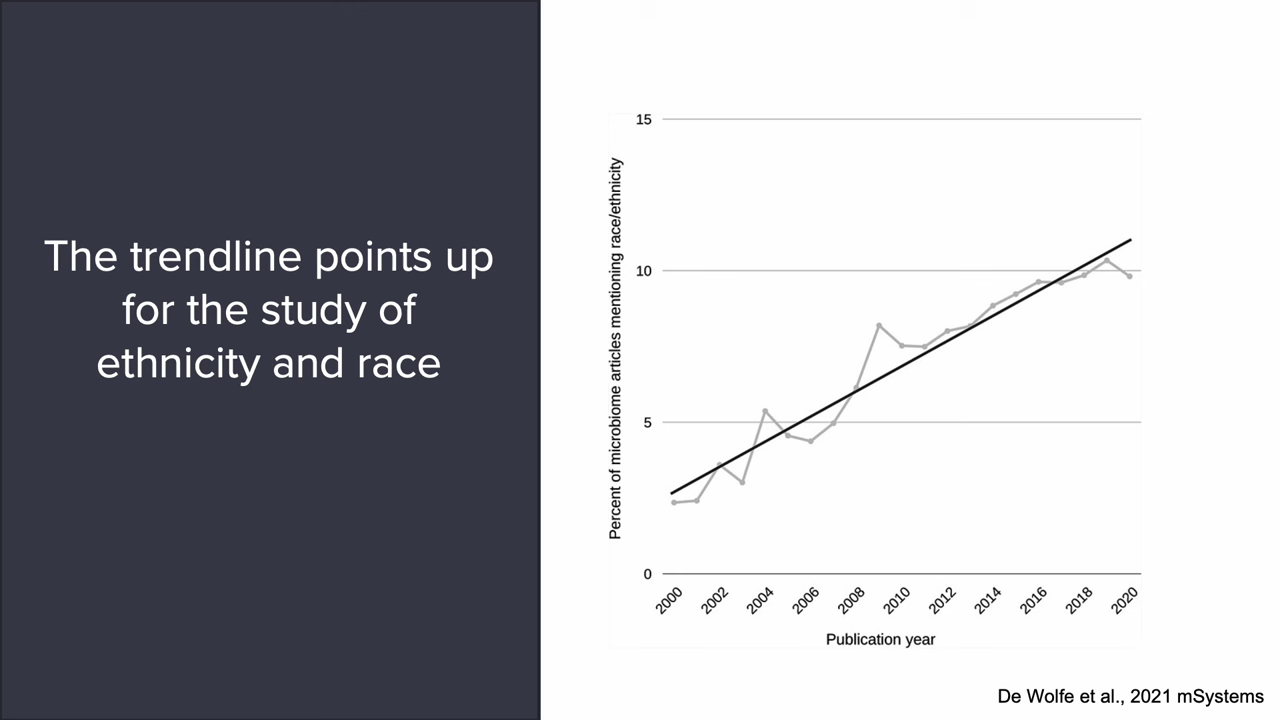 The trendline points up
for the study of
ethnicity and race
Percent of microbiome articles mentioning race/ethnicity
15
10
5
0
2000 2002 2004 2006 2008 2010 2012 2014 2016 2018 2020
Publication year
De Wolfe et al., 2021 mSystems